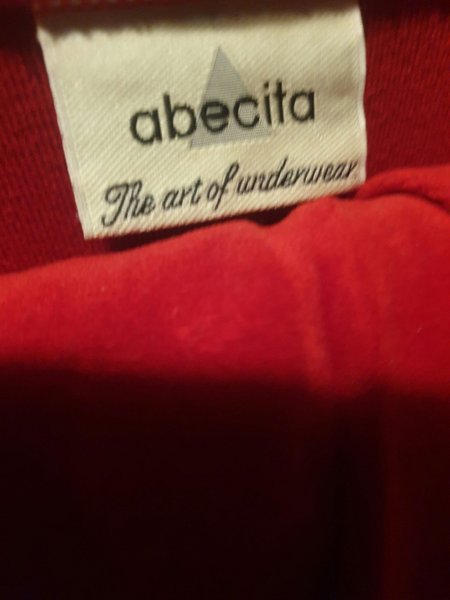 abecita
The art of underwear